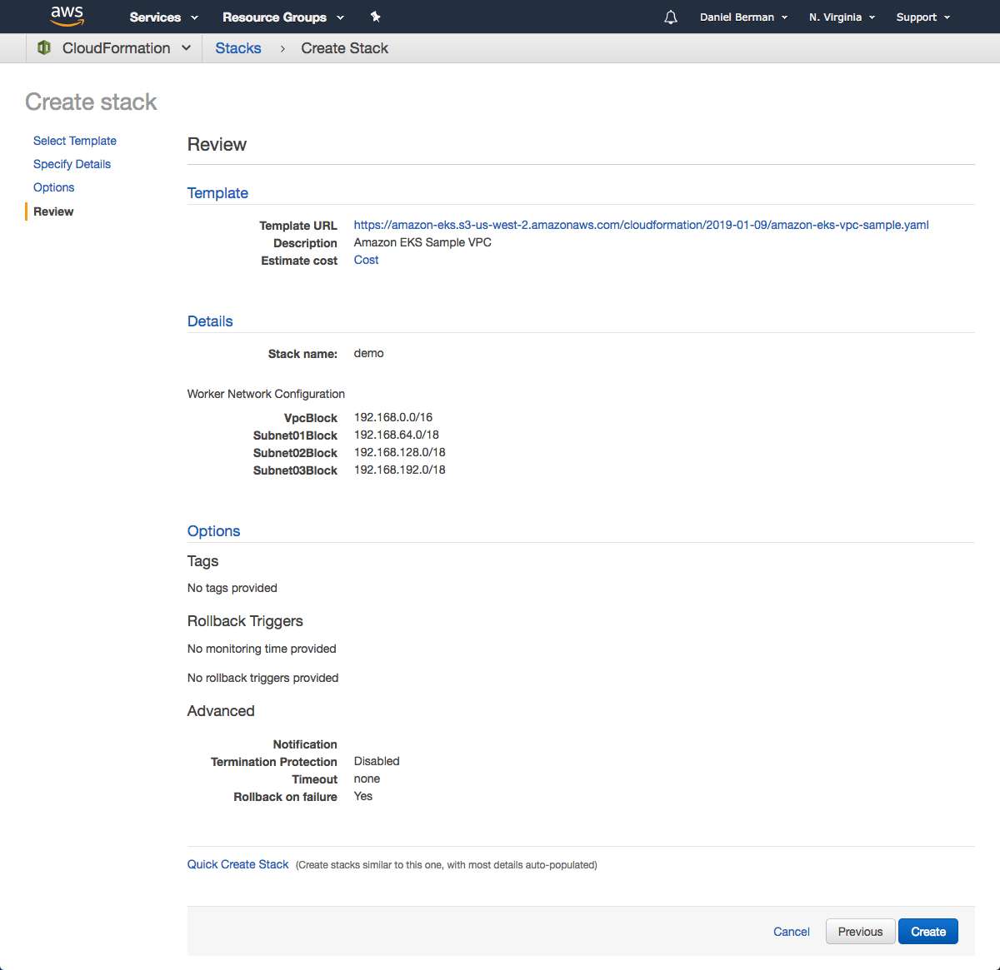 aws Services Resource Groups Daniel Berman N. Virginia Support
CloudFormation Stacks › Create Stack
Create stack
Select Template
Specify Details
Options
Review
Review
Template
Template URL https://amazon-eks.s3-us-west-2.amazonaws.com/cloudformation/2019-01-09/amazon-eks-vpc-sample.yaml
Description Amazon EKS Sample VPC
Estimate cost Cost
Details
Stack name: demo
Worker Network Configuration
VpcBlock 192.168.0.0/16
Subnet01Block 192.168.64.0/18
Subnet02Block 192.168.128.0/18
Subnet03Block 192.168.192.0/18
Options
Tags
No tags provided
Rollback Triggers
No monitoring time provided
No rollback triggers provided
Advanced
Notification
Termination Protection Disabled
Timeout none
Rollback on failure Yes
Quick Create Stack (Create stacks similar to this one, with most details auto-populated)
Cancel Previous Create